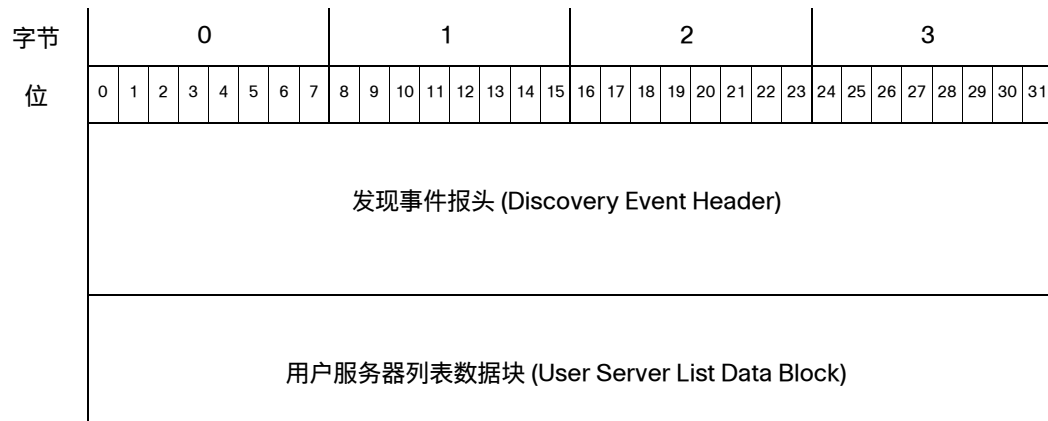 字节 0 1 2 3
位 0 1 2 3 4 5 6 7 8 9 10 11 12 13 14 15 16 17 18 19 20 21 22 23 24 25 26 27 28 29 30 31
发现事件报头 (Discovery Event Header)
用户服务器列表数据块 (User Server List Data Block)